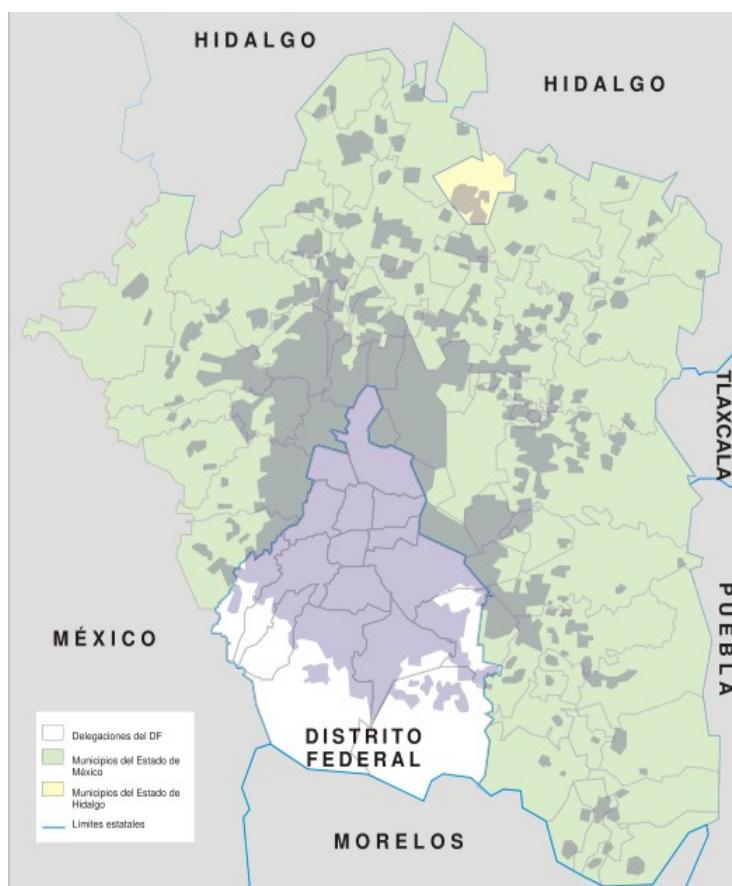 HIDALGO
HIDALGO
TLAXCALA
PUEBLA
MÉXICO
DISTRITO
FEDERAL
MORELOS
Delegaciones del DF
Municipios del Estado de
México
Municipios del Estado de
Hidalgo
Limites estatales